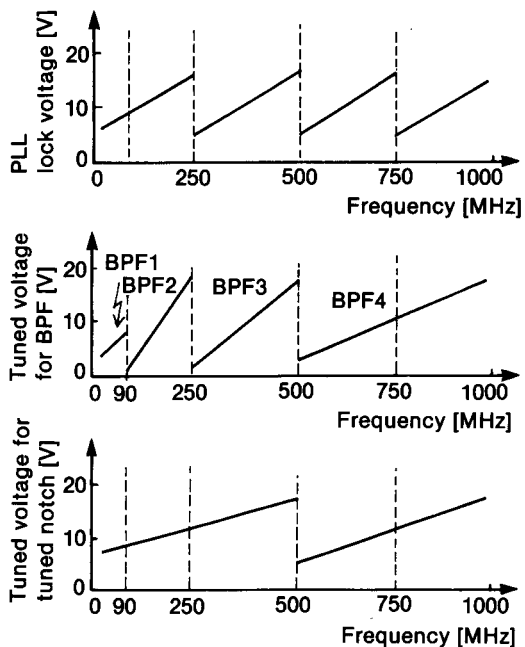 PLL
lock voltage [V]
20
10
0
0 250 500 750 1000
Frequency [MHz]
Tuned voltage
for BPF [V]
20
10
0
BPF1
BPF2
BPF3
BPF4
0 90 250 500 750 1000
Frequency [MHz]
Tuned voltage for
tuned notch [V]
20
10
0
0 90 250 500 750 1000
Frequency [MHz]